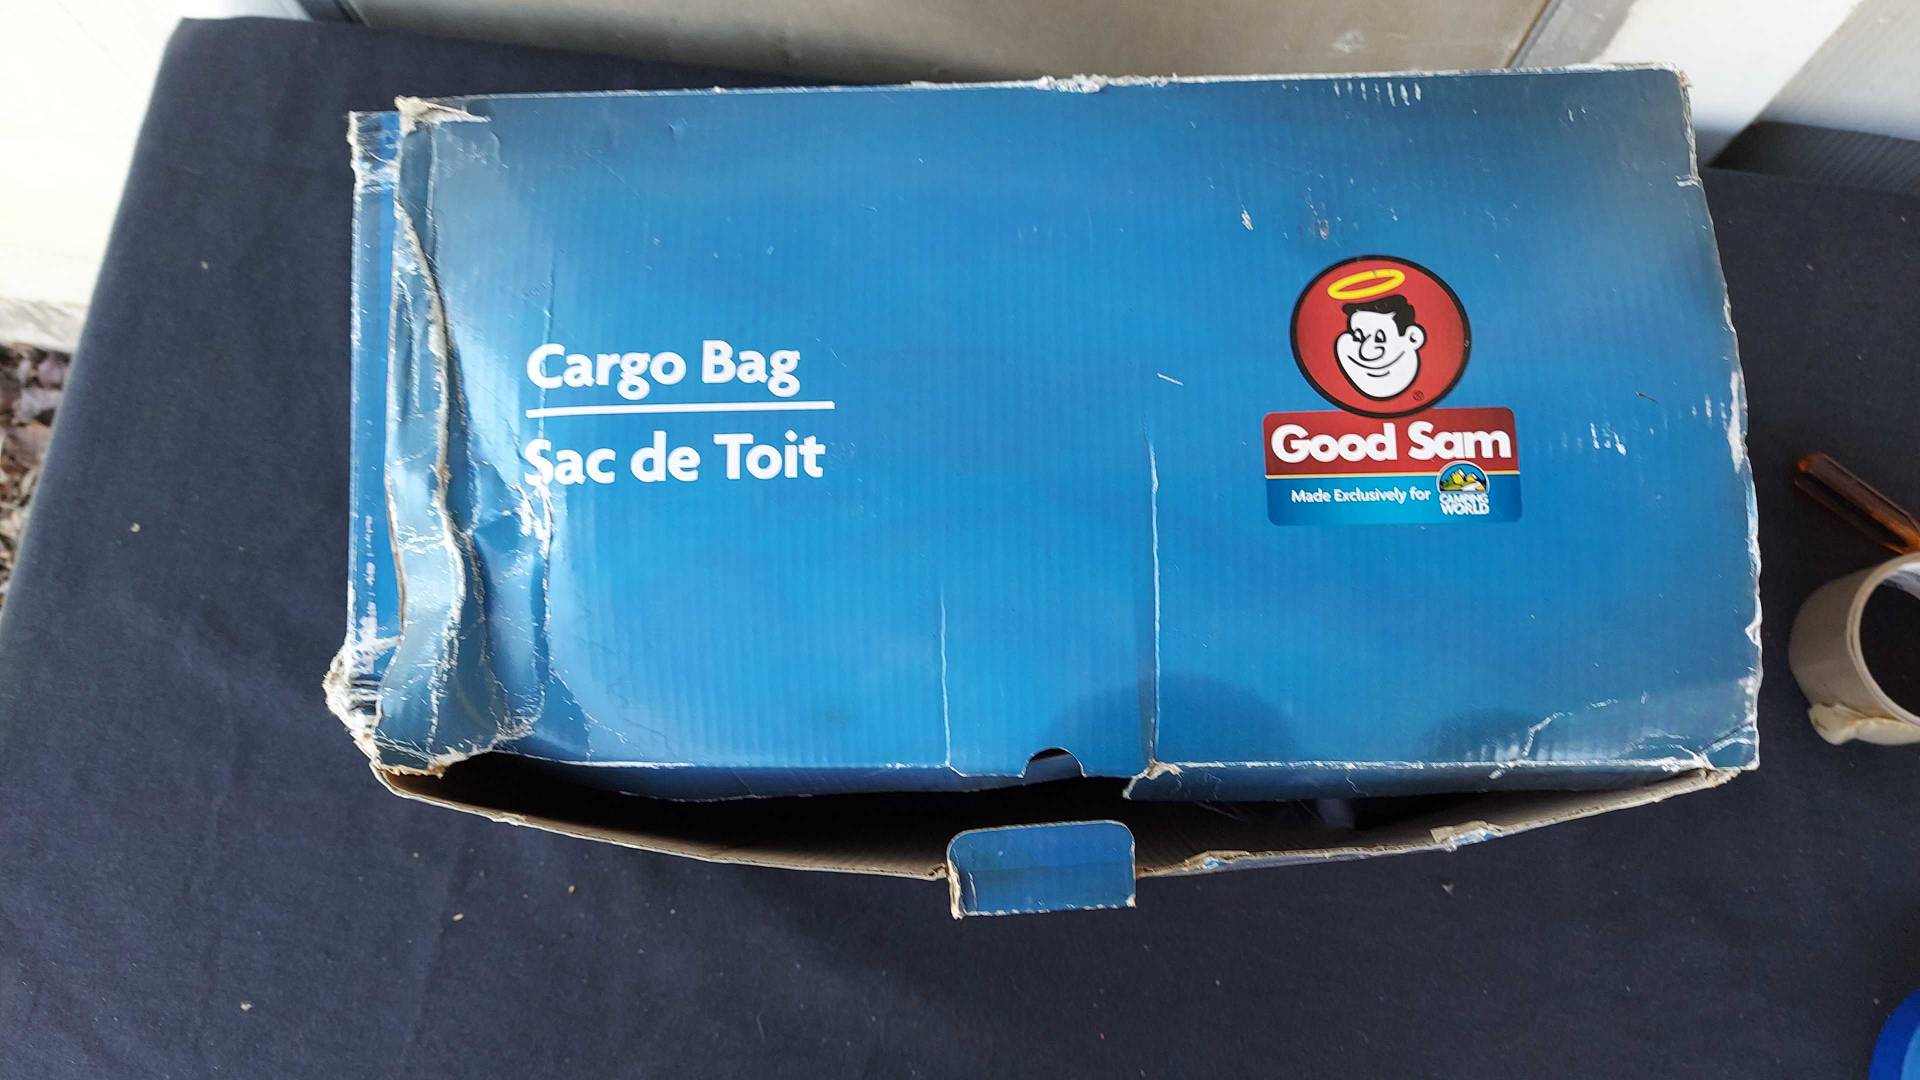 Cargo Bag
Sac de Toit
Good Sam
Made Exclusively for
CAMPING
WORLD
®